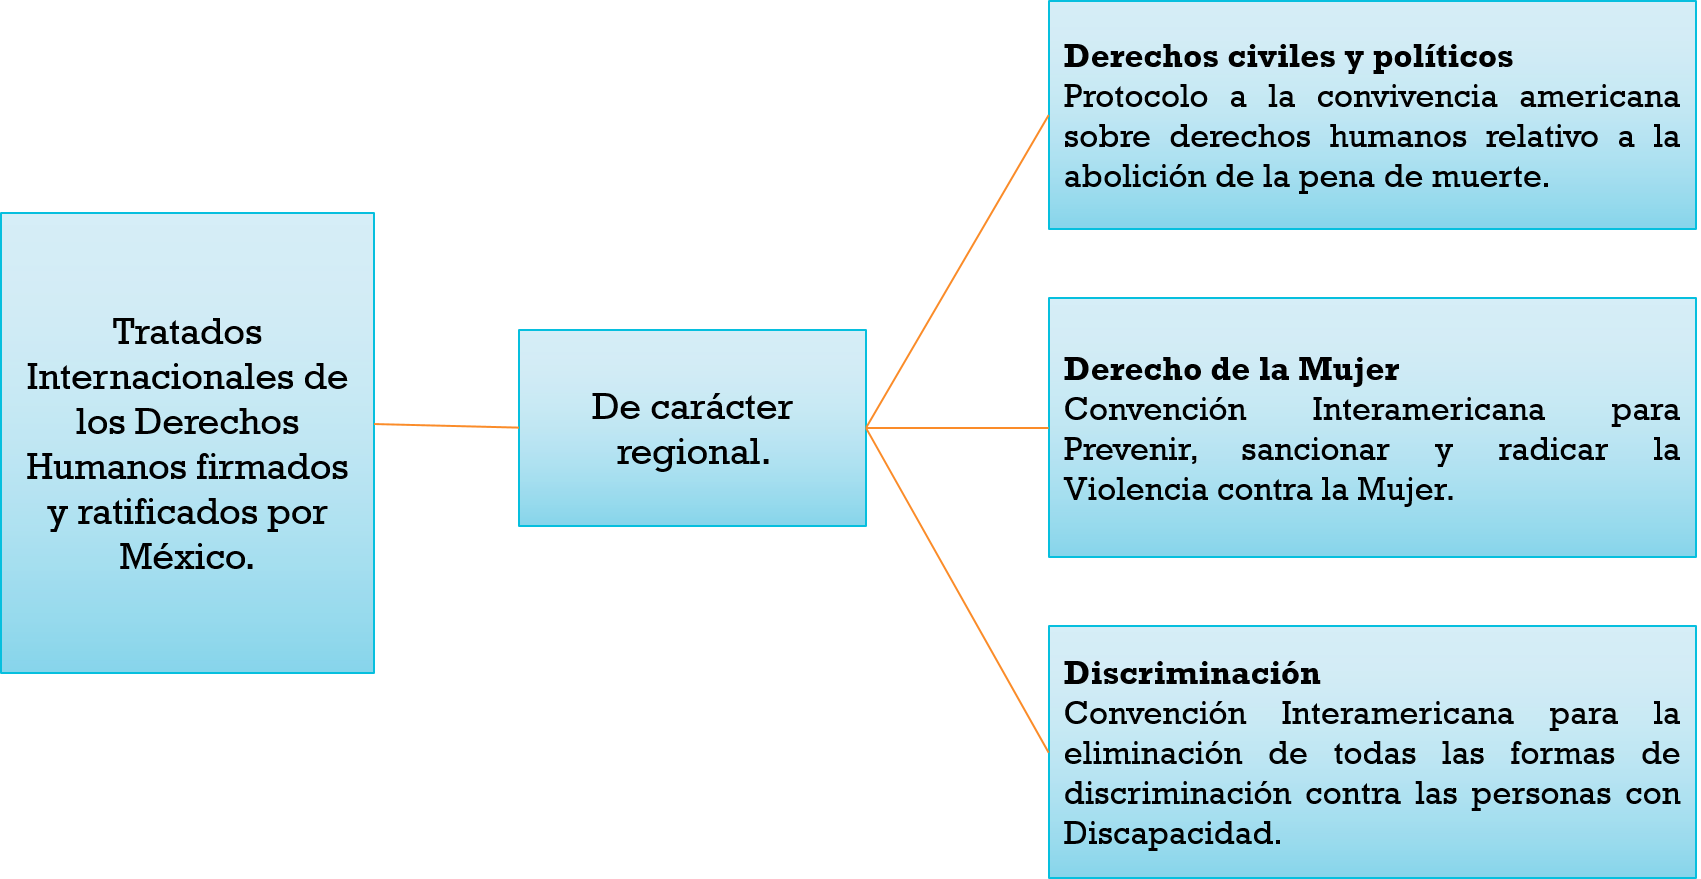 Tratados
Internacionales de
los Derechos
Humanos firmados
y ratificados por
México.
De carácter
regional.
Derechos civiles y políticos
Protocolo a la convivencia americana
sobre derechos humanos relativo a la
abolición de la pena de muerte.
Derecho de la Mujer
Convención Interamericana para
Prevenir, sancionar y radicar la
Violencia contra la Mujer.
Discriminación
Convención Interamericana para la
eliminación de todas las formas de
discriminación contra las personas con
Discapacidad.